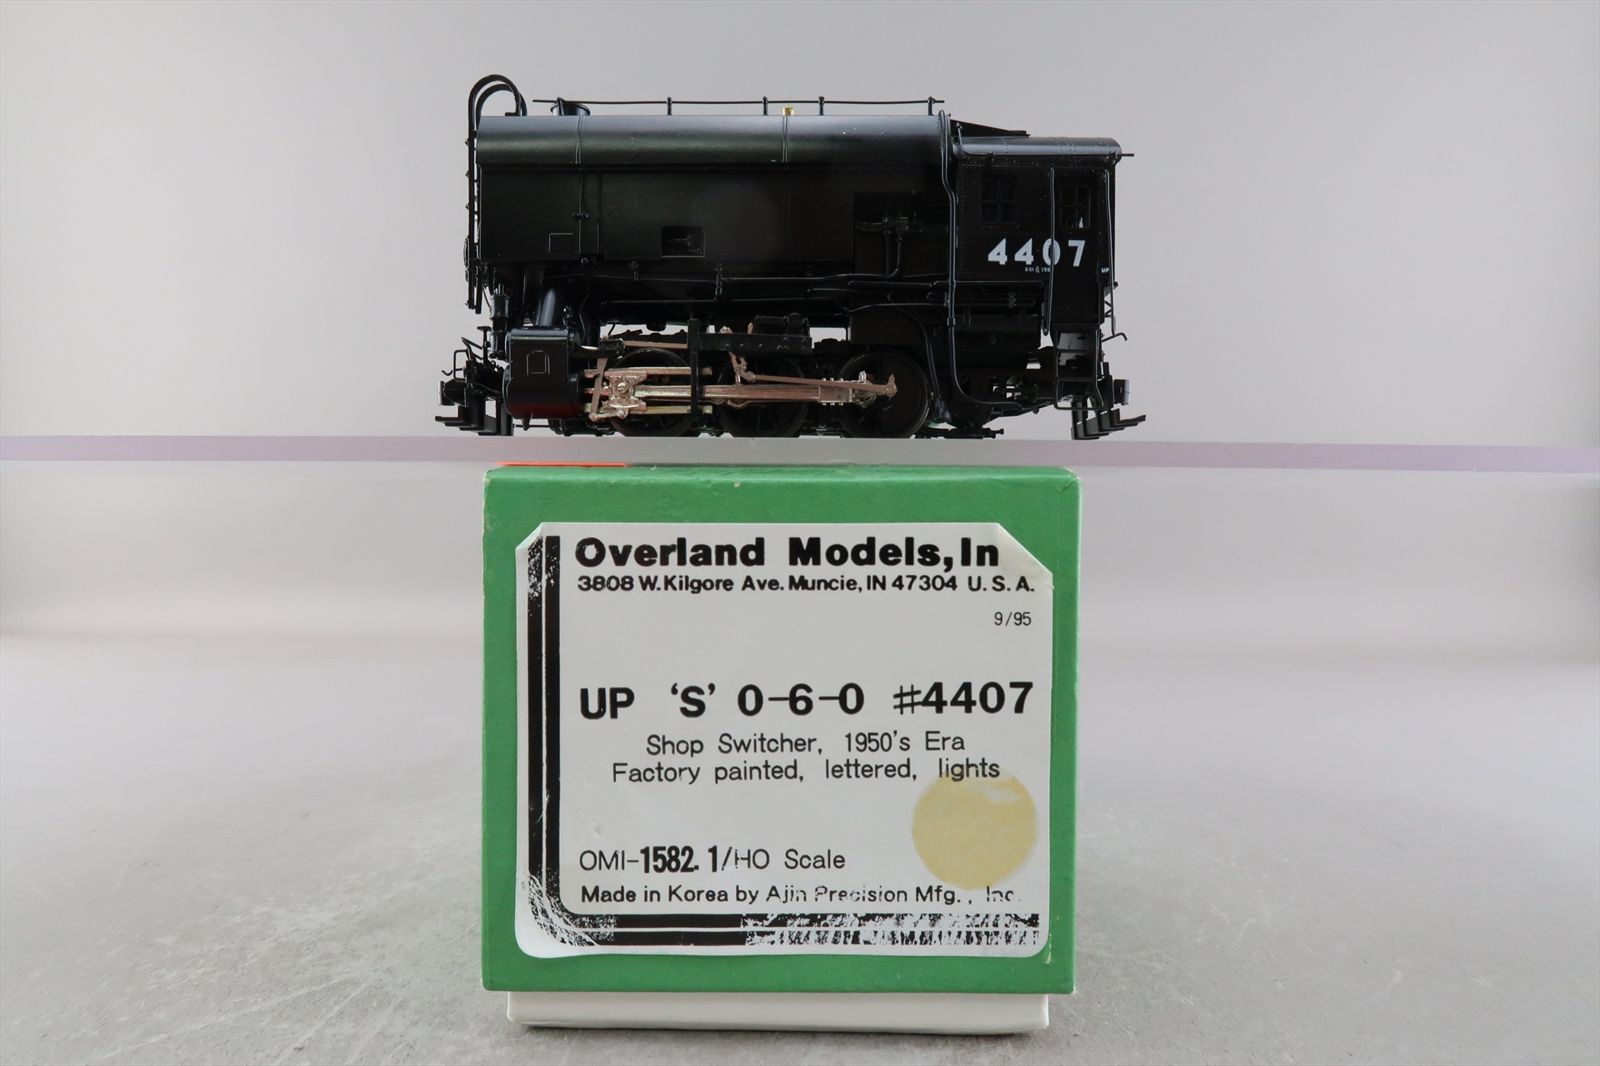 4407
UP
Overland Models, In
3808 W. Kilgore Ave. Muncie, IN 47304 U. S. A.
9/95
UP 'S' 0-6-0 #4407
Shop Switcher, 1950's Era
Factory painted, lettered, lights
OMI-1582.1/HO Scale
Made in Korea by Ajin Precision Mfg., Inc.